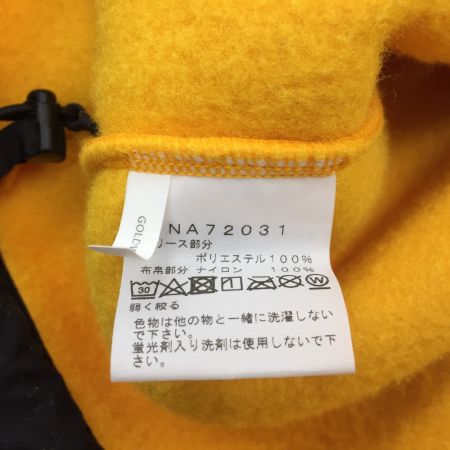 GOLDW
NA72031
リース部分
ポリエステル100%
布帛部分 ナイロン 100%
30
W
弱く絞る
色物は他の物と一緒に洗濯しない
で下さい。
蛍光剤入り洗剤は使用しないで下
さい。